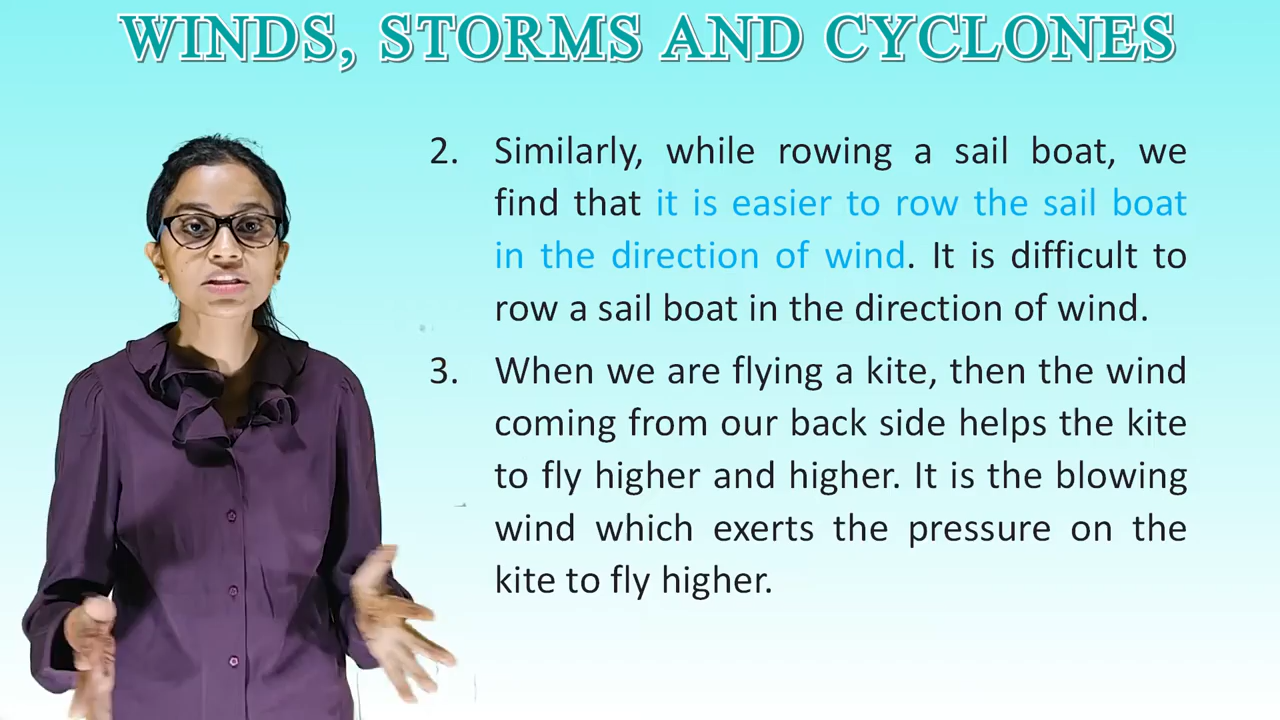 WINDS, STORMS AND CYCLONES
2. Similarly, while rowing a sail boat, we
find that it is easier to row the sail boat
in the direction of wind. It is difficult to
row a sail boat in the direction of wind.
3. When we are flying a kite, then the wind
coming from our back side helps the kite
to fly higher and higher. It is the blowing
wind which exerts the pressure on the
kite to fly higher.